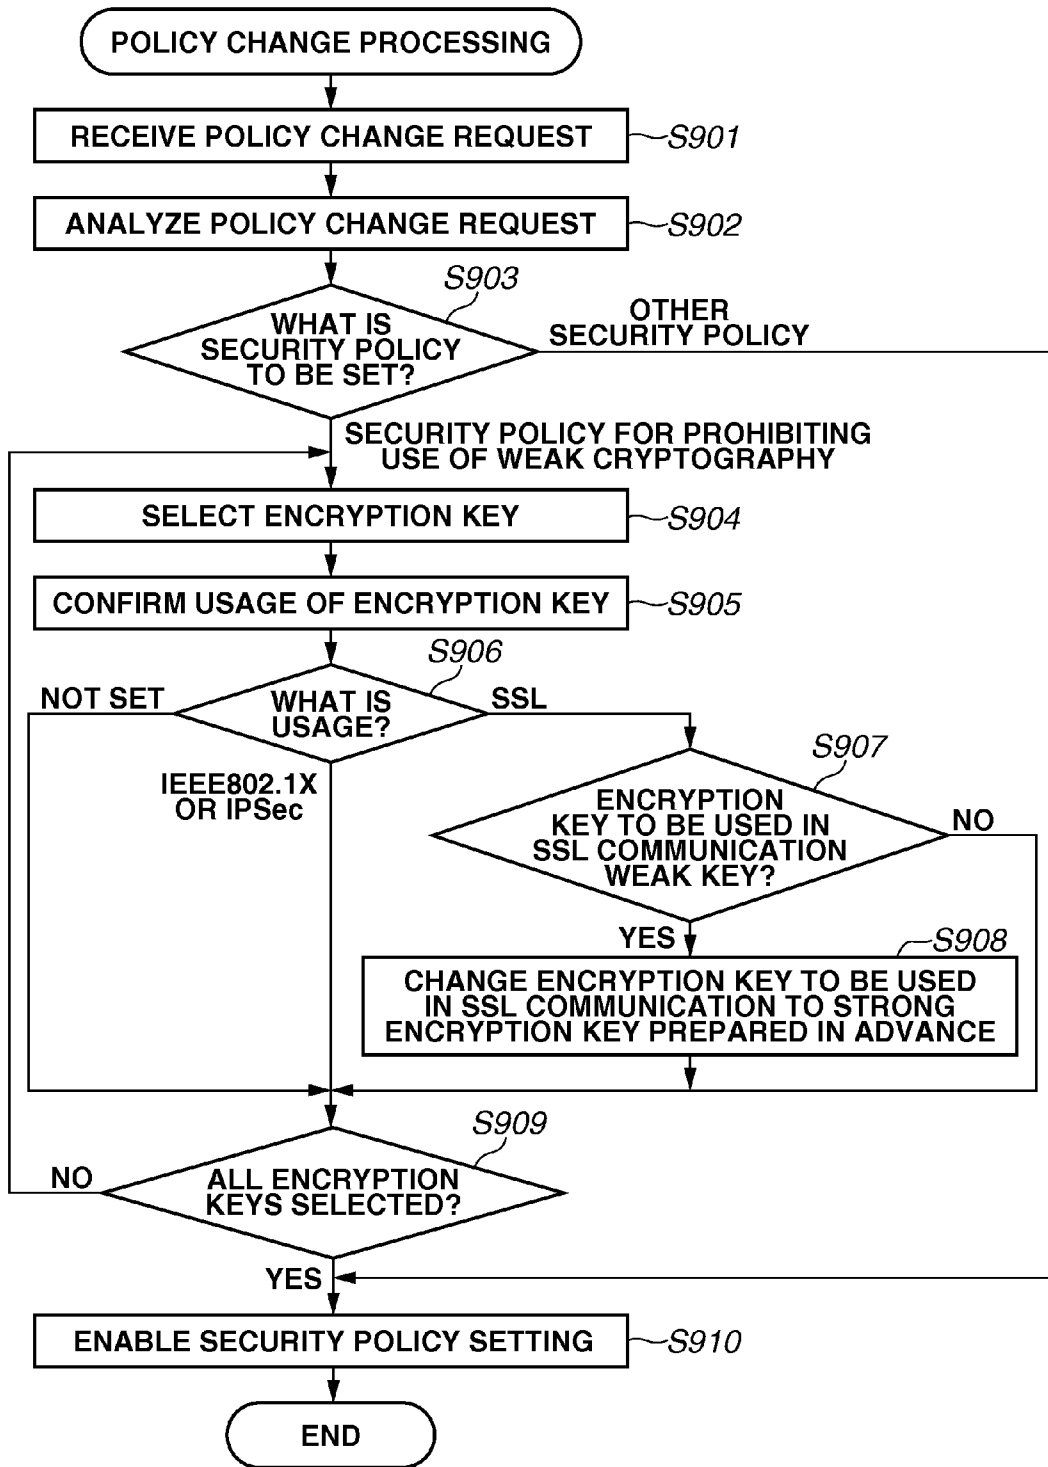 POLICY CHANGE PROCESSING
RECEIVE POLICY CHANGE REQUEST
S901
ANALYZE POLICY CHANGE REQUEST
S902
S903
WHAT IS
SECURITY POLICY
TO BE SET?
OTHER
SECURITY POLICY
SECURITY POLICY FOR PROHIBITING
USE OF WEAK CRYPTOGRAPHY
SELECT ENCRYPTION KEY
S904
CONFIRM USAGE OF ENCRYPTION KEY
S905
S906
NOT SET
WHAT IS
USAGE?
SSL
IEEE802.1X
OR IPSec
S907
ENCRYPTION
KEY TO BE USED IN
SSL COMMUNICATION
WEAK KEY?
NO
YES
S908
CHANGE ENCRYPTION KEY TO BE USED
IN SSL COMMUNICATION TO STRONG
ENCRYPTION KEY PREPARED IN ADVANCE
S909
NO
ALL ENCRYPTION
KEYS SELECTED?
YES
ENABLE SECURITY POLICY SETTING
S910
END